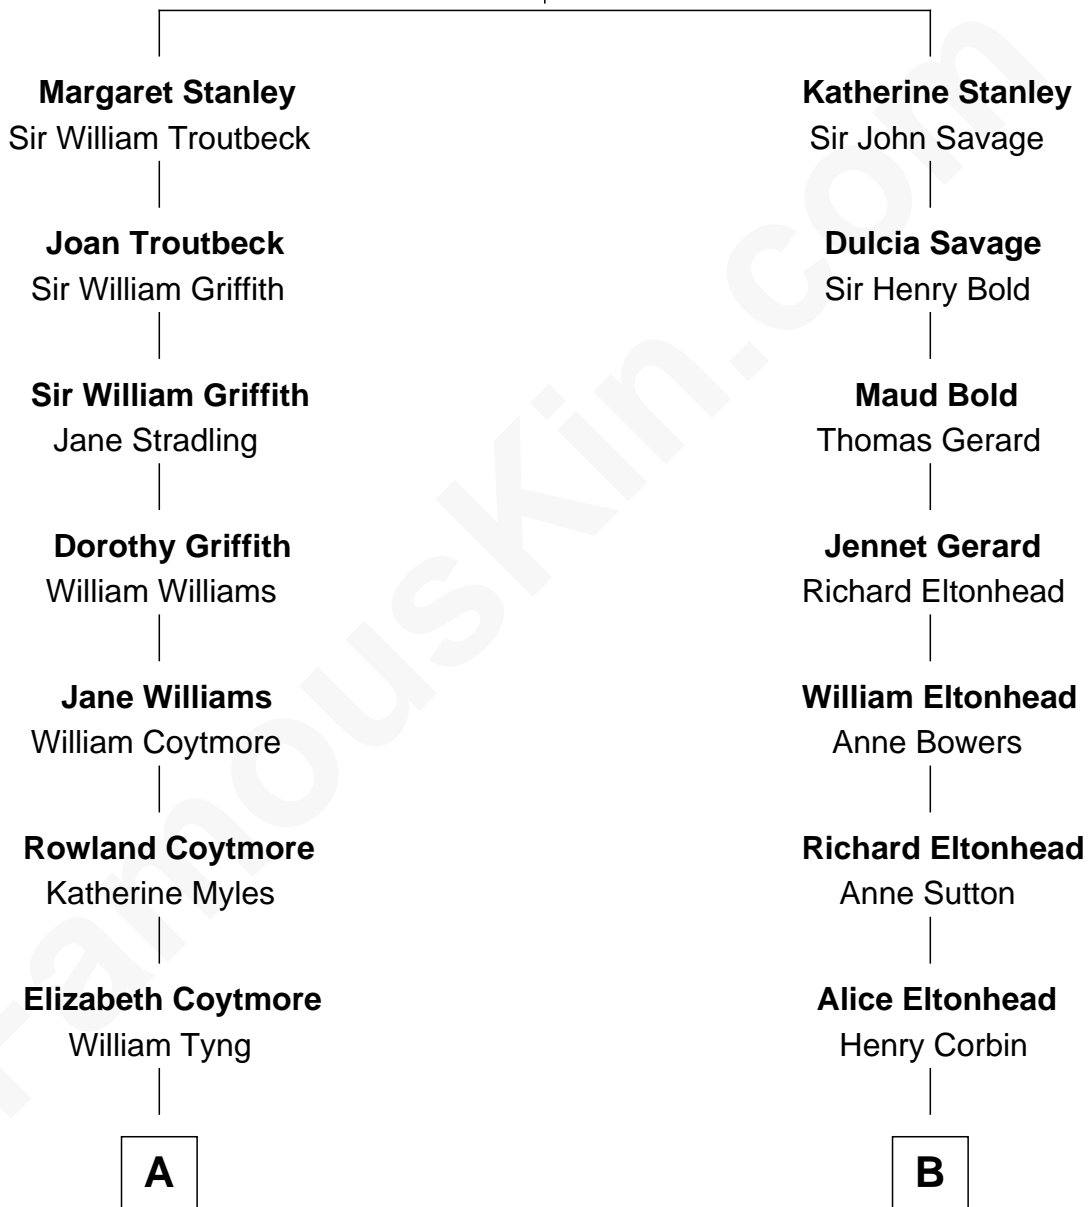 Margaret Stanley
Sir William Troutbeck
Joan Troutbeck
Sir William Griffith
Sir William Griffith
Jane Stradling
Dorothy Griffith
William Williams
Jane Williams
William Coytmore
Rowland Coytmore
Katherine Myles
Elizabeth Coytmore
William Tyng
A
Katherine Stanley
Sir John Savage
Dulcia Savage
Sir Henry Bold
Maud Bold
Thomas Gerard
Jennet Gerard
Richard Eltonhead
William Eltonhead
Anne Bowers
Richard Eltonhead
Anne Sutton
Alice Eltonhead
Henry Corbin
B
FamousKin.com